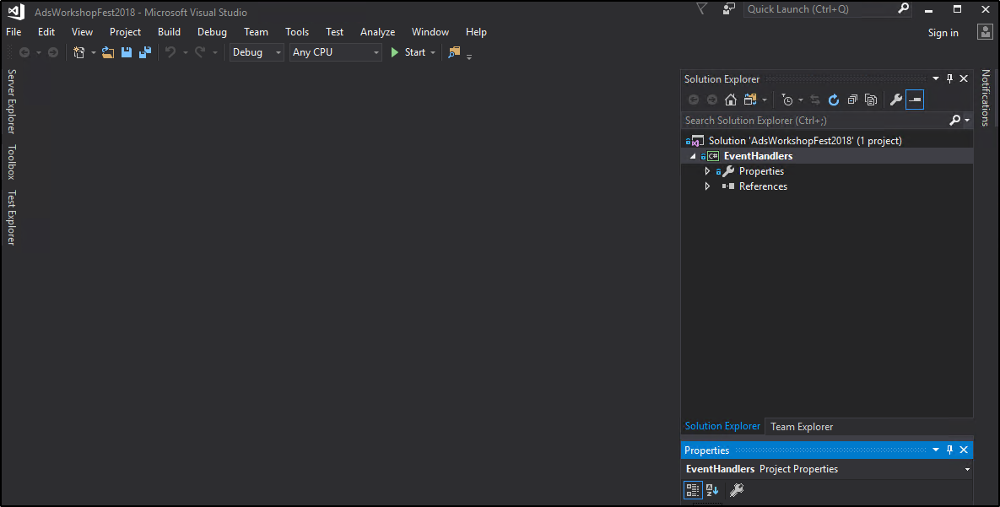 AdsWorkshopFest2018 - Microsoft Visual Studio
Quick Launch (Ctrl+Q)
File Edit View Project Build Debug Team Tools Test Analyze Window Help
Sign in
Debug Any CPU Start
Server Explorer
Toolbox
Test Explorer
Solution Explorer
Search Solution Explorer (Ctrl+;)
Solution 'AdsWorkshopFest2018' (1 project)
C# EventHandlers
Properties
References
Solution Explorer Team Explorer
Properties
EventHandlers Project Properties
Notifications